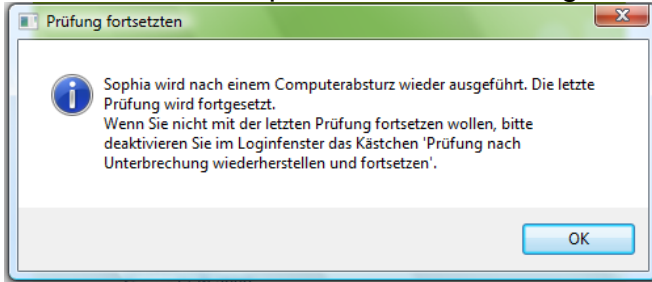 Prüfung fortsetzten
Sophia wird nach einem Computerabsturz wieder ausgeführt. Die letzte
Prüfung wird fortgesetzt.
Wenn Sie nicht mit der letzten Prüfung fortsetzen wollen, bitte
deaktivieren Sie im Loginfenster das Kästchen 'Prüfung nach
Unterbrechung wiederherstellen und fortsetzen'.
OK